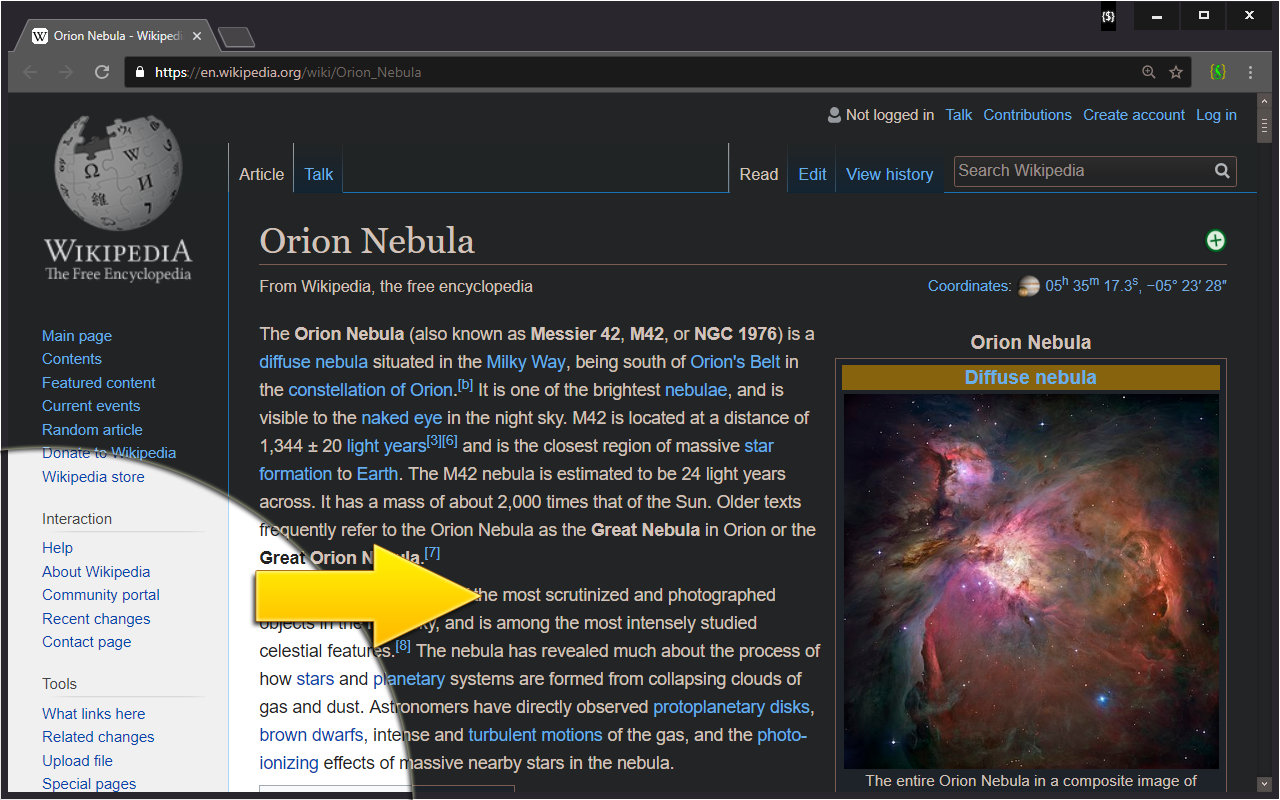 {$}
Orion Nebula - Wikipedi
https://en.wikipedia.org/wiki/Orion_Nebula
Not logged in Talk Contributions Create account Log in
Article Talk Read Edit View history Search Wikipedia
WIKIPEDIA
The Free Encyclopedia
Main page
Contents
Featured content
Current events
Random article
Donate to Wikipedia
Wikipedia store
Interaction
Help
About Wikipedia
Community portal
Recent changes
Contact page
Tools
What links here
Related changes
Upload file
Special pages
Orion Nebula
From Wikipedia, the free encyclopedia
Coordinates: 05h 35m 17.3s, −05° 23′ 28″
The Orion Nebula (also known as Messier 42, M42, or NGC 1976) is a
diffuse nebula situated in the Milky Way, being south of Orion's Belt in
the constellation of Orion.[b] It is one of the brightest nebulae, and is
visible to the naked eye in the night sky. M42 is located at a distance of
1,344 ± 20 light years[3][6] and is the closest region of massive star
formation to Earth. The M42 nebula is estimated to be 24 light years
across. It has a mass of about 2,000 times that of the Sun. Older texts
frequently refer to the Orion Nebula as the Great Nebula in Orion or the
Great Orion Nebula.[7]
the most scrutinized and photographed
objects in the sky, and is among the most intensely studied
celestial features.[8] The nebula has revealed much about the process of
how stars and planetary systems are formed from collapsing clouds of
gas and dust. Astronomers have directly observed protoplanetary disks,
brown dwarfs, intense and turbulent motions of the gas, and the photo-
ionizing effects of massive nearby stars in the nebula.
Orion Nebula
Diffuse nebula
The entire Orion Nebula in a composite image of